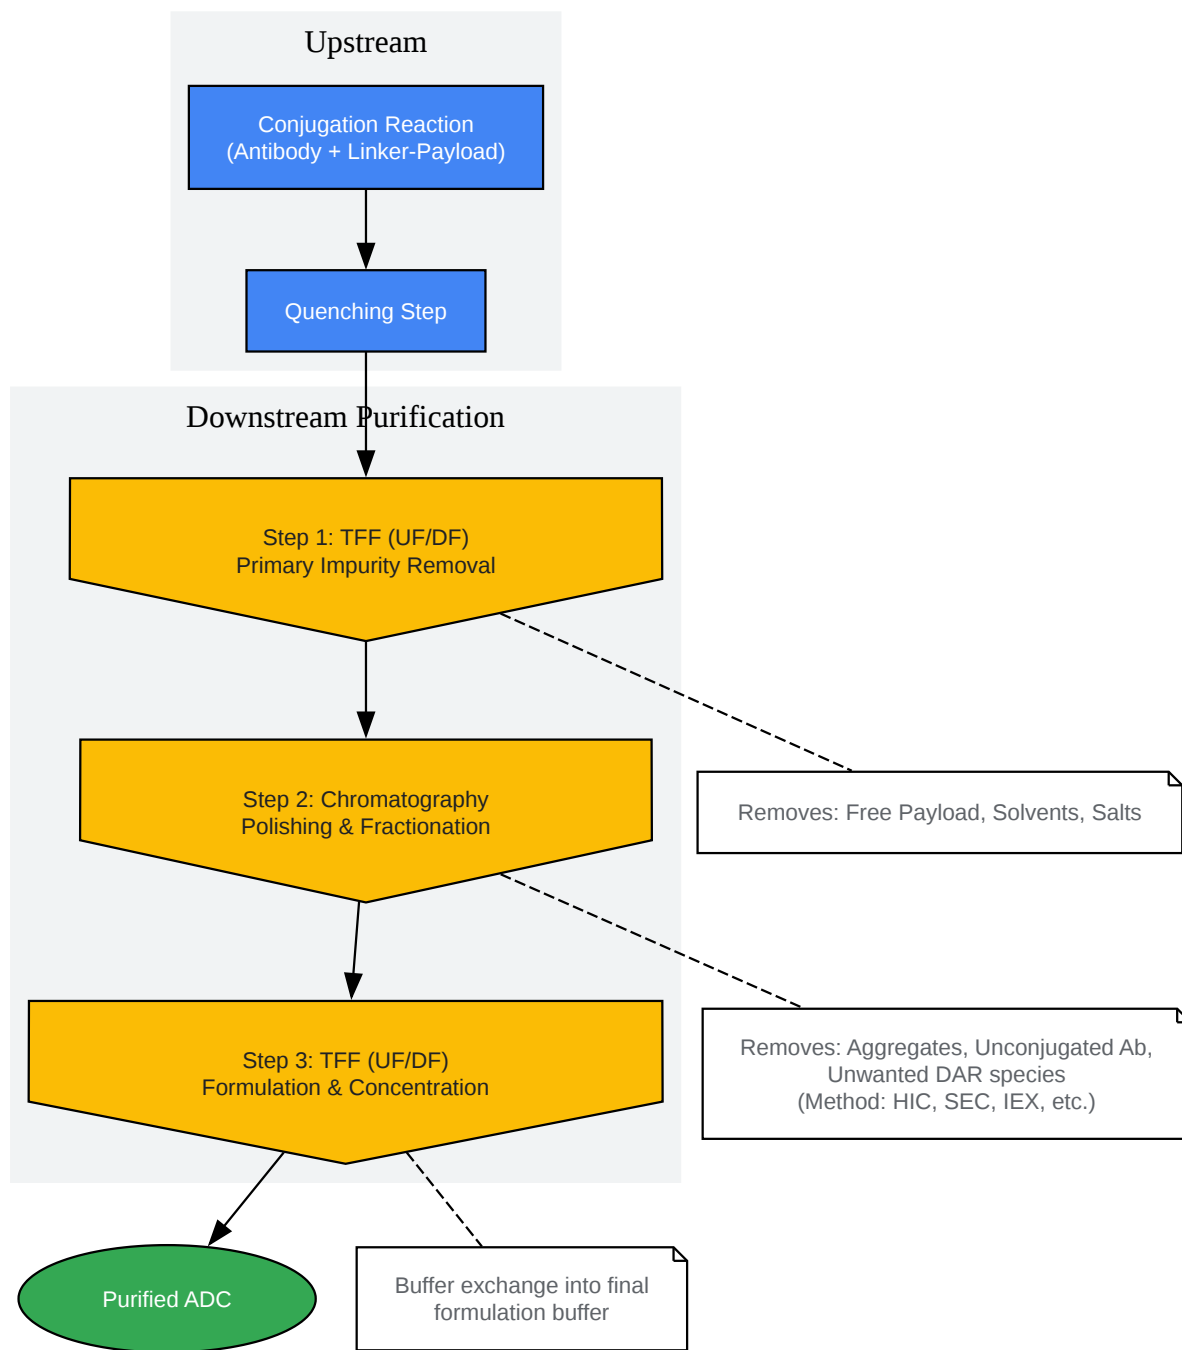 Upstream
Conjugation Reaction
(Antibody + Linker-Payload)
Quenching Step
Downstream Purification
Step 1: TFF (UF/DF)
Primary Impurity Removal
Step 2: Chromatography
Polishing & Fractionation
Removes: Free Payload, Solvents, Salts
Step 3: TFF (UF/DF)
Formulation & Concentration
Removes: Aggregates, Unconjugated Ab,
Unwanted DAR species
(Method: HIC, SEC, IEX, etc.)
Purified ADC
Buffer exchange into final
formulation buffer